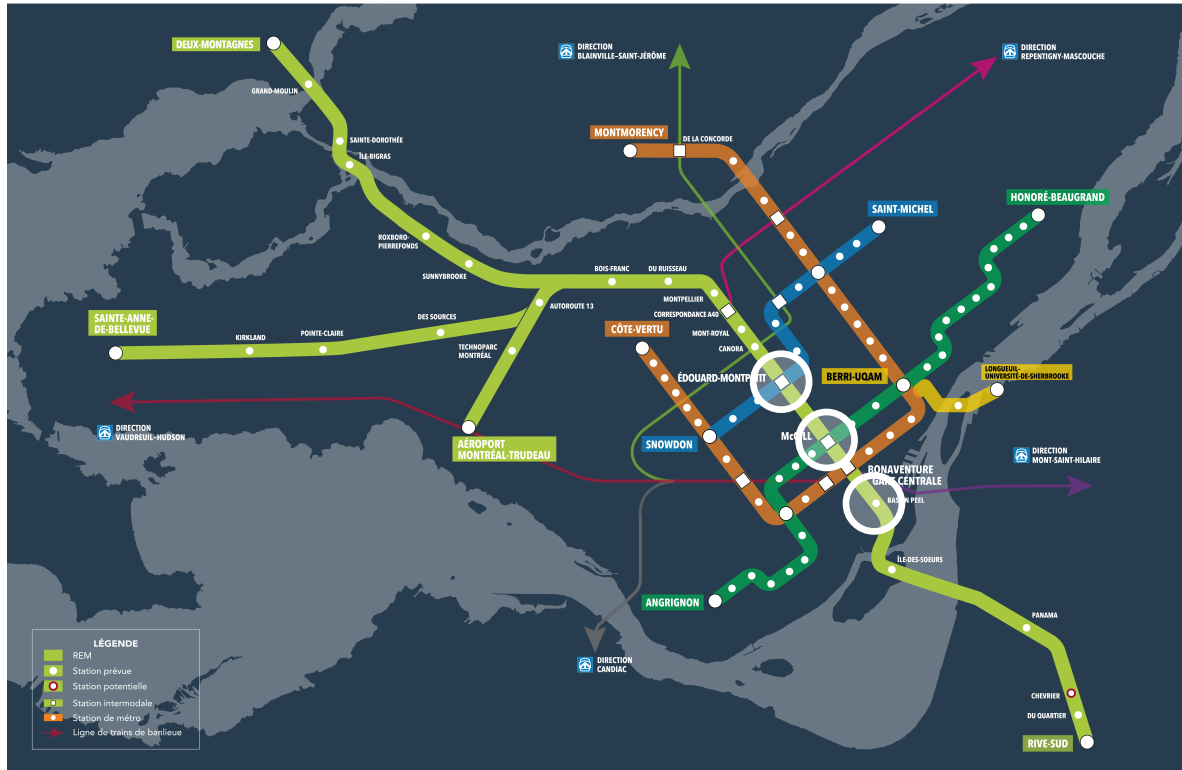 DEUX-MONTAGNES
GRAND-MOULIN
SAINTE-DOROTHÉE
ÎLE-BIGRAS
ROXBORO-
PIERREFONDS
SUNNYBROOKE
DIRECTION
BLAINVILLE–SAINT-JÉRÔME
DIRECTION
REPENTIGNY-MASCOUCHE
MONTMORENCY
DE LA CONCORDE
SAINT-MICHEL
HONORÉ-BEAUGRAND
BOIS-FRANC
DU RUISSEAU
MONTPELLIER
CORRESPONDANCE A40
MONT-ROYAL
CANORA
AUTOROUTE 13
SAINTE-ANNE-
DE-BELLEVUE
KIRKLAND
POINTE-CLAIRE
DES SOURCES
TECHNOPARC
MONTRÉAL
CÔTE-VERTU
ÉDOUARD-MONTPETIT
BERRI-UQAM
LONGUEUIL–
UNIVERSITÉ-DE-SHERBROOKE
DIRECTION
VAUDREUIL-HUDSON
AÉROPORT
MONTRÉAL-TRUDEAU
SNOWDON
McGILL
BONAVENTURE
GARE CENTRALE
BASSIN PEEL
DIRECTION
MONT-SAINT-HILAIRE
ÎLE-DES-SOEURS
ANGRIGNON
PANAMA
DIRECTION
CANDIAC
CHEVRIER
DU QUARTIER
RIVE-SUD
LÉGENDE
REM
Station prévue
Station potentielle
Station intermodale
Station de métro
Ligne de trains de banlieue